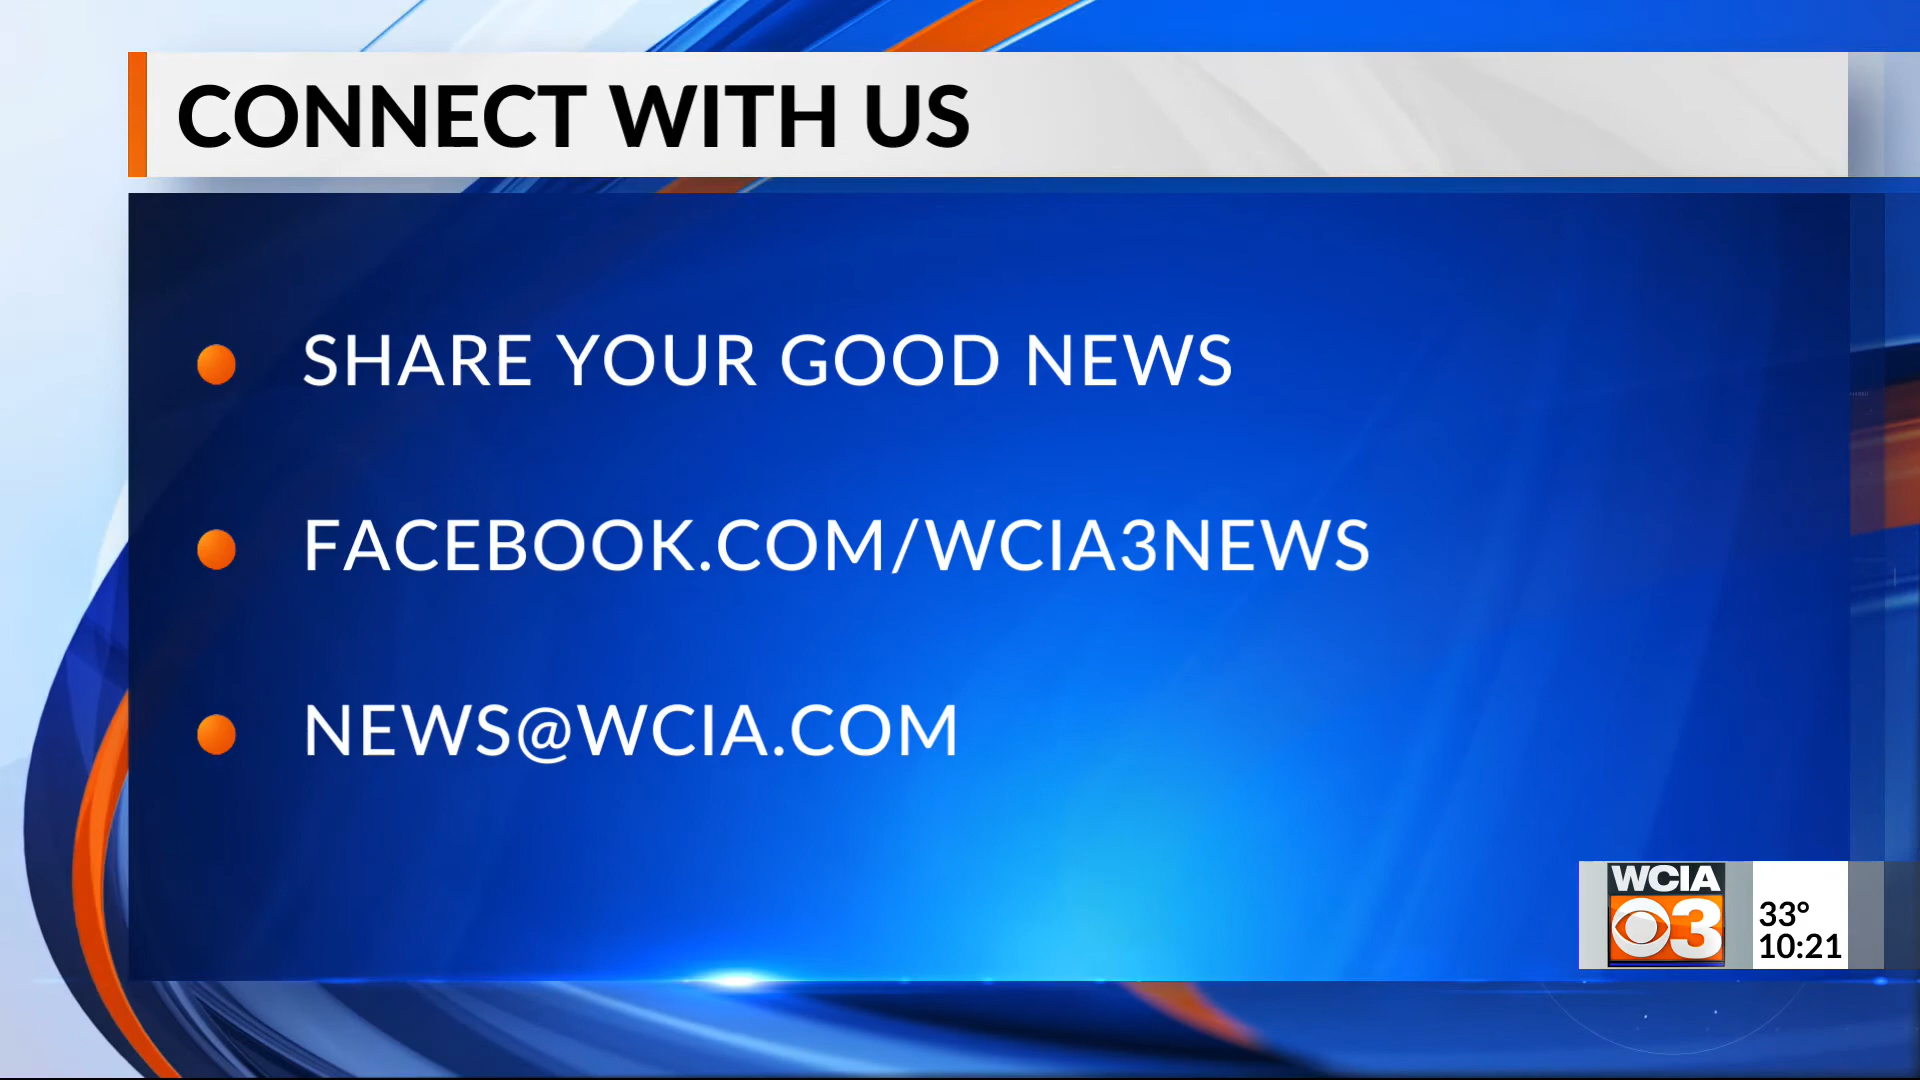 CONNECT WITH US
SHARE YOUR GOOD NEWS
FACEBOOK.COM/WCIA3NEWS
NEWS@WCIA.COM
WCIA
3
33°
10:21